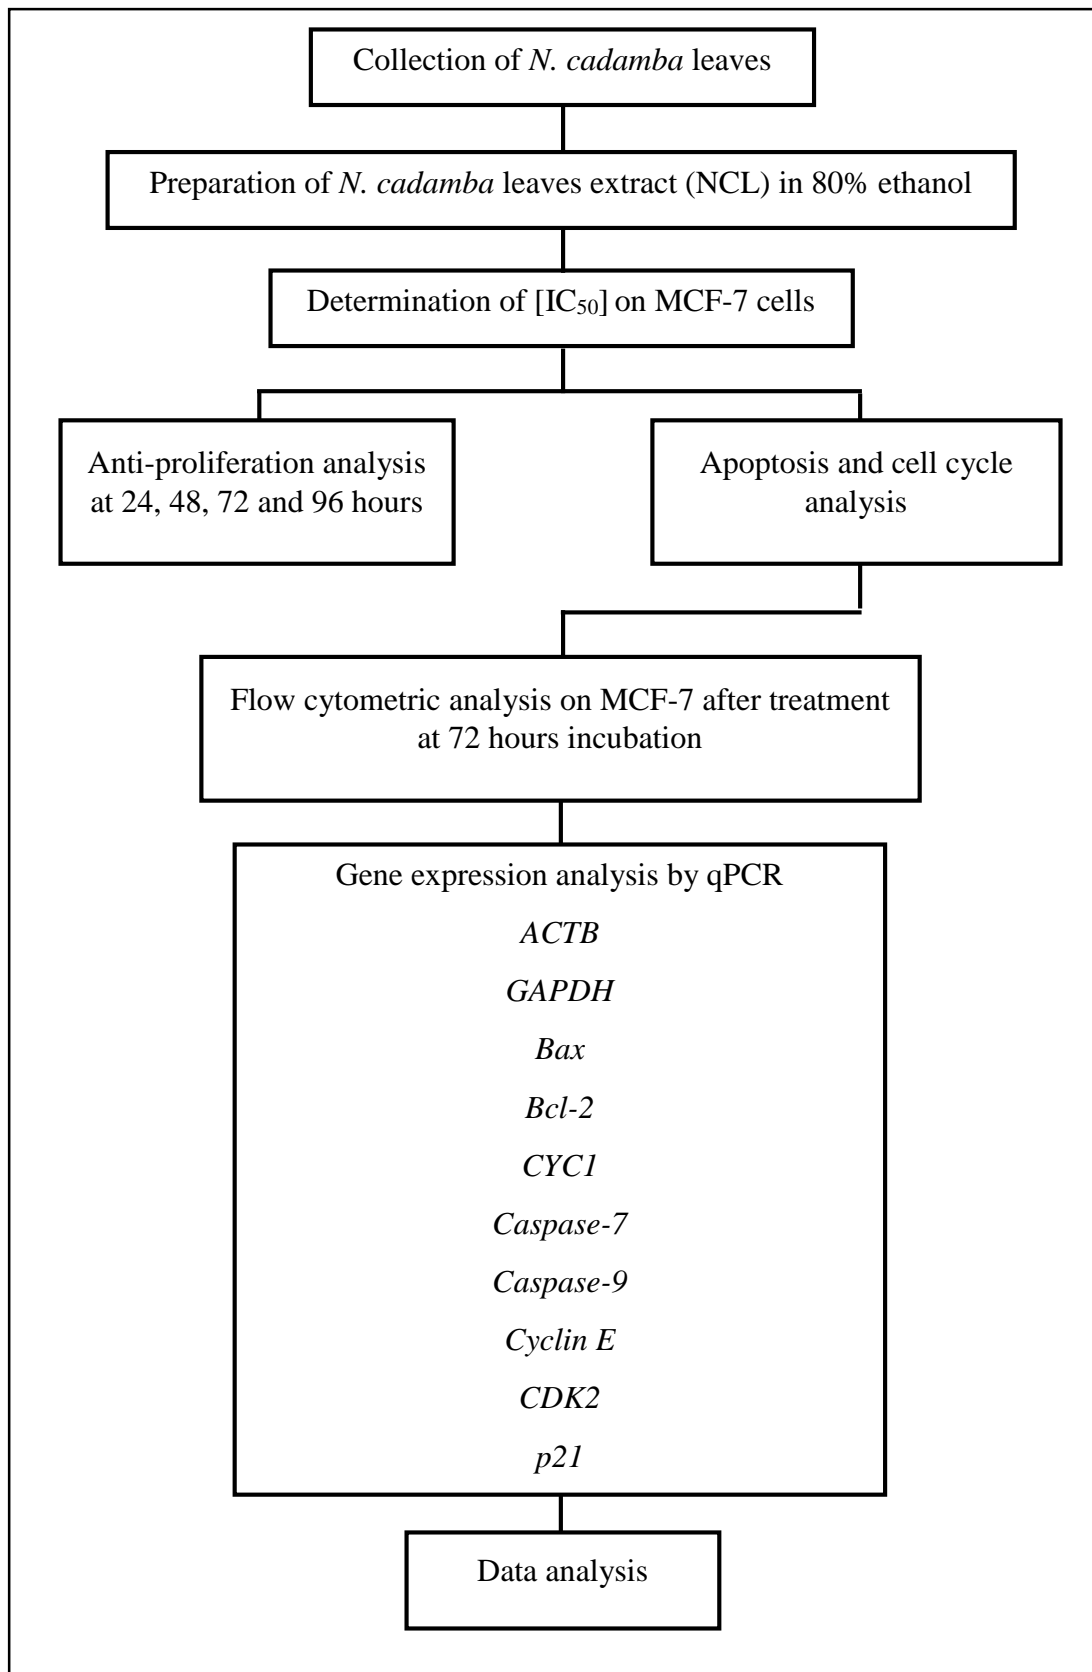 Collection of N. cadamba leaves
Preparation of N. cadamba leaves extract (NCL) in 80% ethanol
Determination of [IC₅₀] on MCF-7 cells
Anti-proliferation analysis
at 24, 48, 72 and 96 hours
Apoptosis and cell cycle
analysis
Flow cytometric analysis on MCF-7 after treatment
at 72 hours incubation
Gene expression analysis by qPCR
ACTB
GAPDH
Bax
Bcl-2
CYC1
Caspase-7
Caspase-9
Cyclin E
CDK2
p21
Data analysis